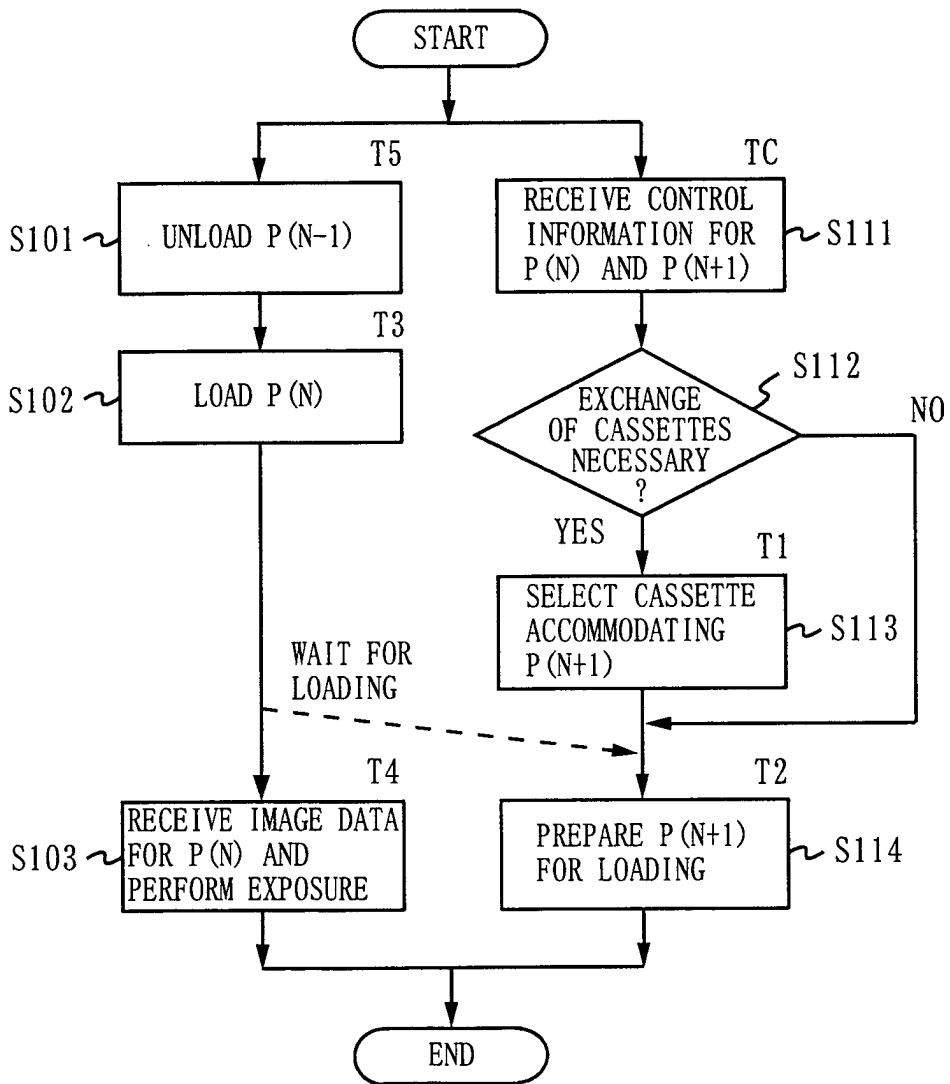 START
T5
S101
UNLOAD P(N-1)
T3
S102
LOAD P(N)
WAIT FOR
LOADING
T4
S103
RECEIVE IMAGE DATA
FOR P(N) AND
PERFORM EXPOSURE
TC
RECEIVE CONTROL
INFORMATION FOR
P(N) AND P(N+1)
S111
S112
EXCHANGE
OF CASSETTES
NECESSARY
?
NO
YES
T1
SELECT CASSETTE
ACCOMMODATING
P(N+1)
S113
T2
PREPARE P(N+1)
FOR LOADING
S114
END